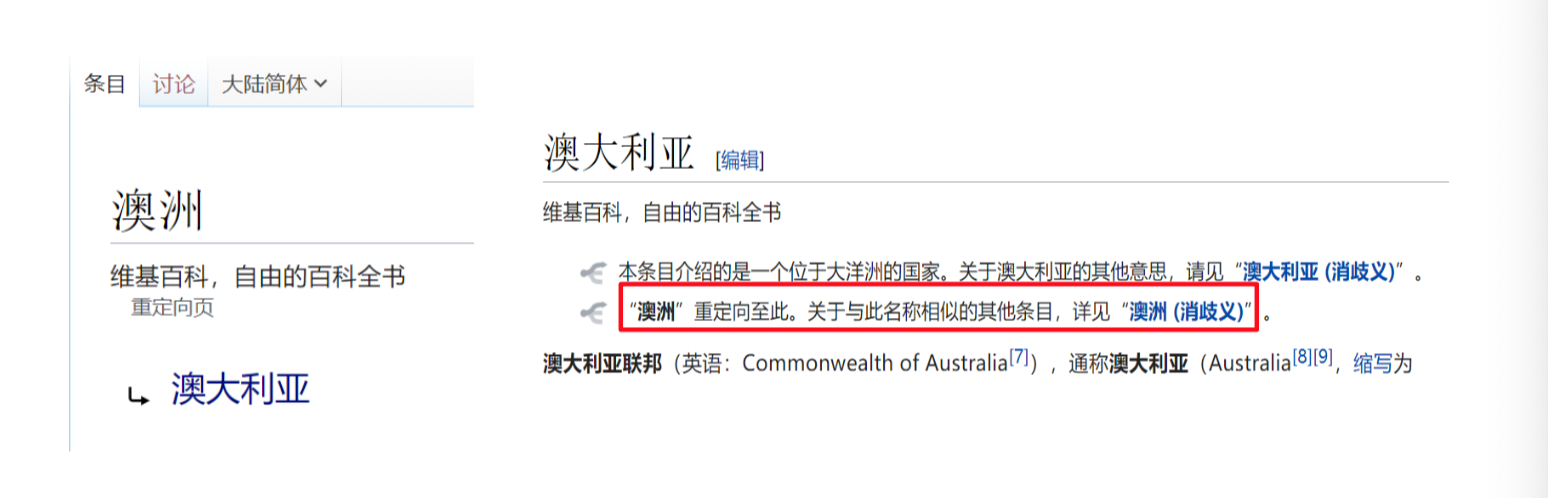 条目 讨论 大陆简体
澳洲
维基百科，自由的百科全书
重定向页
澳大利亚
澳大利亚 [编辑]
维基百科，自由的百科全书
本条目介绍的是一个位于大洋洲的国家。关于澳大利亚的其他意思，请见“澳大利亚 (消歧义)”。
“澳洲”重定向至此。关于与此名称相似的其他条目，详见“澳洲 (消歧义)”。
澳大利亚联邦（英语：Commonwealth of Australia[7]），通称澳大利亚（Australia[8][9]，缩写为